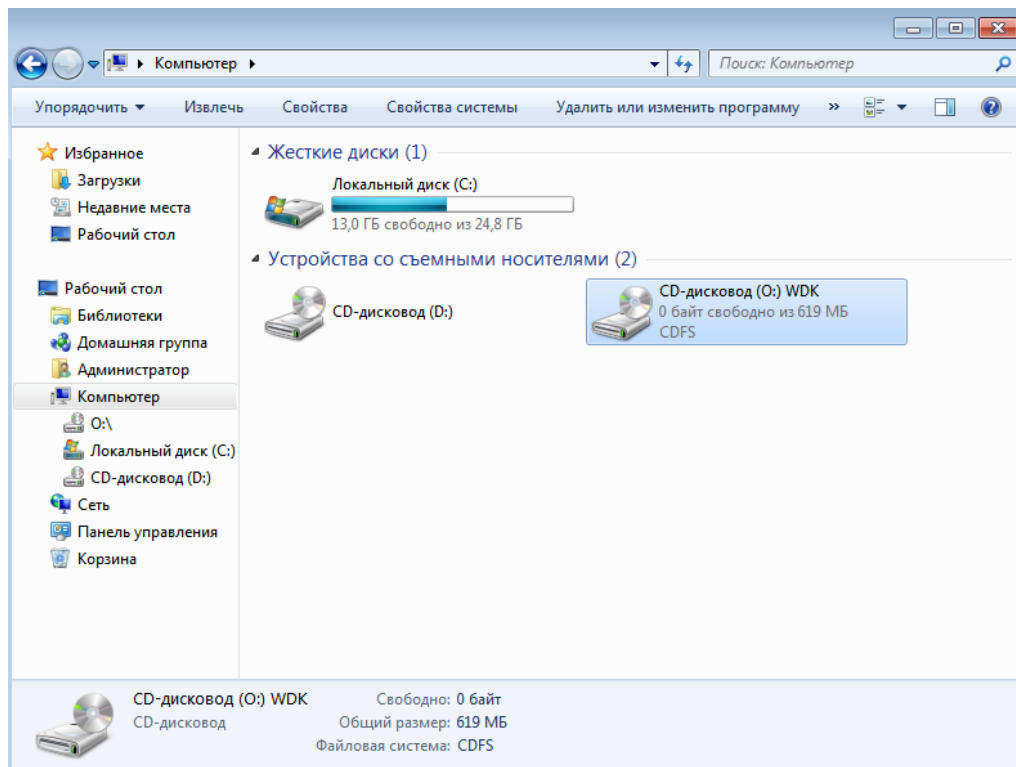 Компьютер
Поиск: Компьютер
Упорядочить Извлечь Свойства Свойства системы Удалить или изменить программу »
Избранное
Загрузки
Недавние места
Рабочий стол
Рабочий стол
Библиотеки
Домашняя группа
Администратор
Компьютер
O:\
Локальный диск (C:)
CD-дисковод (D:)
Сеть
Панель управления
Корзина
Жесткие диски (1)
Локальный диск (C:)
13,0 ГБ свободно из 24,8 ГБ
Устройства со съемными носителями (2)
CD-дисковод (D:)
CD-дисковод (O:) WDK
0 байт свободно из 619 МБ
CDFS
CD-дисковод (O:) WDK Свободно: 0 байт
CD-дисковод Общий размер: 619 МБ
Файловая система: CDFS